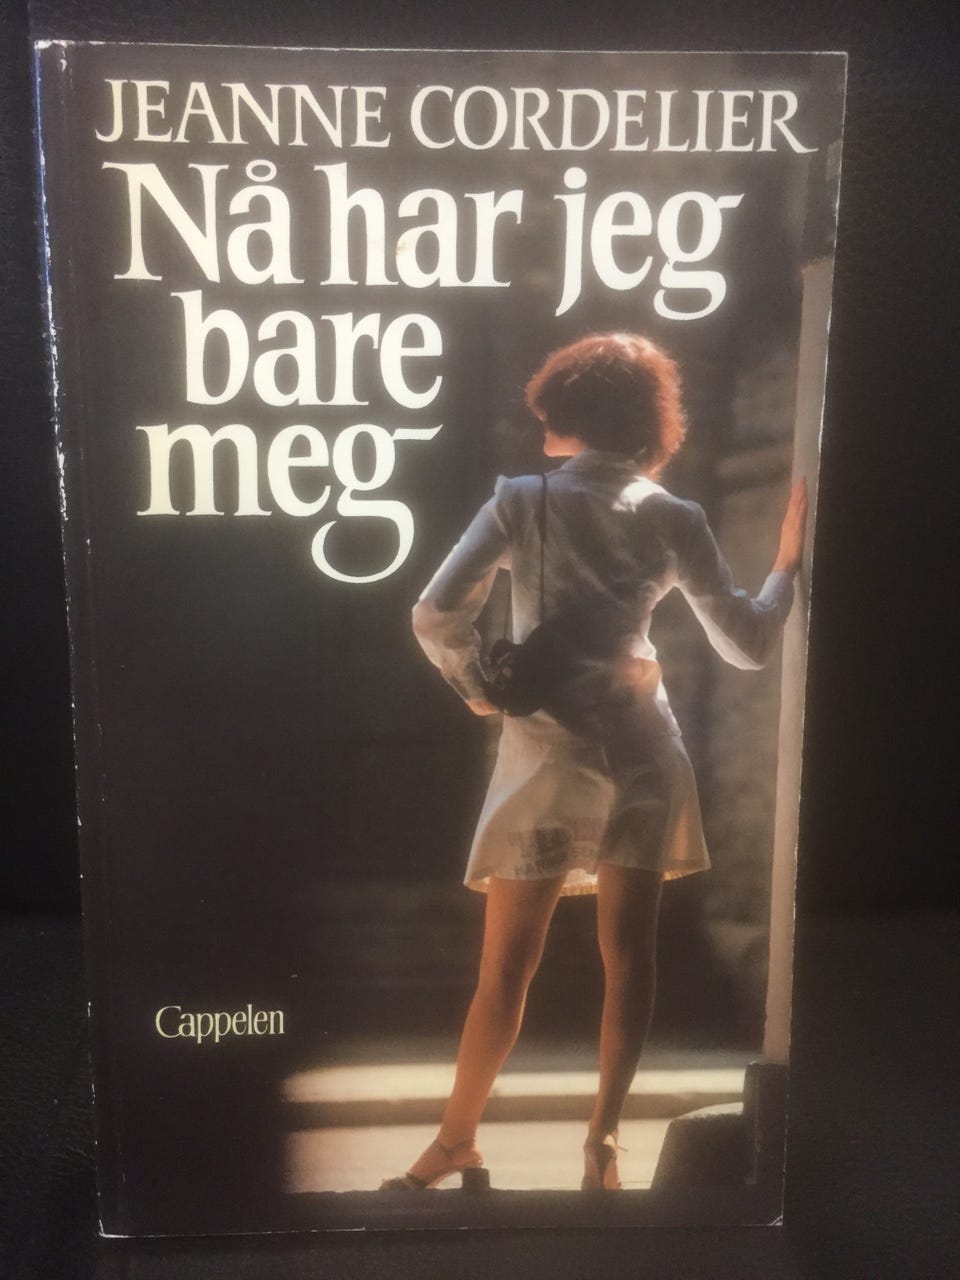 JEANNE CORDELIER
Nå har jeg
bare
meg
Cappelen